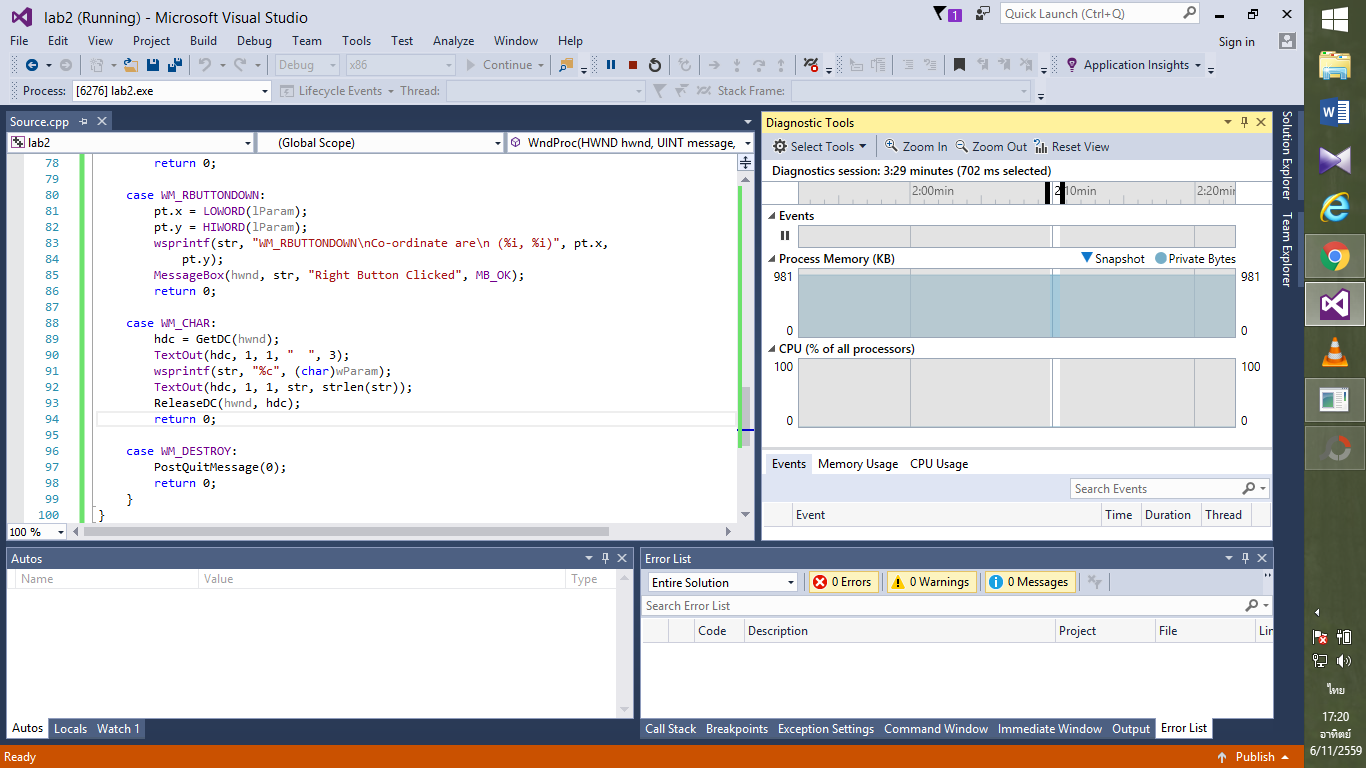 lab2 (Running) - Microsoft Visual Studio
1
Quick Launch (Ctrl+Q)
File Edit View Project Build Debug Team Tools Test Analyze Window Help
Sign in
Debug x86 Continue Application Insights
Process: [6276] lab2.exe Lifecycle Events Thread: Stack Frame:
Source.cpp
lab2 (Global Scope) WndProc(HWND hwnd, UINT message,
78 return 0;
79
80 case WM_RBUTTONDOWN:
81 pt.x = LOWORD(lParam);
82 pt.y = HIWORD(lParam);
83 wsprintf(str, "WM_RBUTTONDOWN\nCo-ordinate are\n (%i, %i)", pt.x,
84 pt.y);
85 MessageBox(hwnd, str, "Right Button Clicked", MB_OK);
86 return 0;
87
88 case WM_CHAR:
89 hdc = GetDC(hwnd);
90 TextOut(hdc, 1, 1, "  ", 3);
91 wsprintf(str, "%c", (char)wParam);
92 TextOut(hdc, 1, 1, str, strlen(str));
93 ReleaseDC(hwnd, hdc);
94 return 0;
95
96 case WM_DESTROY:
97 PostQuitMessage(0);
98 return 0;
99 }
100 }
100 %
Diagnostic Tools
Select Tools Zoom In Zoom Out Reset View
Diagnostics session: 3:29 minutes (702 ms selected)
2:00min 2:10min 2:20min
Events
Process Memory (KB) Snapshot Private Bytes
981 981
0 0
CPU (% of all processors)
100 100
0 0
Events Memory Usage CPU Usage
Search Events
Event Time Duration Thread
Solution Explorer
Team Explorer
Autos
Name Value Type
Autos Locals Watch 1
Error List
Entire Solution 0 Errors 0 Warnings 0 Messages
Search Error List
Code Description Project File Lin
Call Stack Breakpoints Exception Settings Command Window Immediate Window Output Error List
Ready
Publish
ไทย
17:20
อาทิตย์
6/11/2559